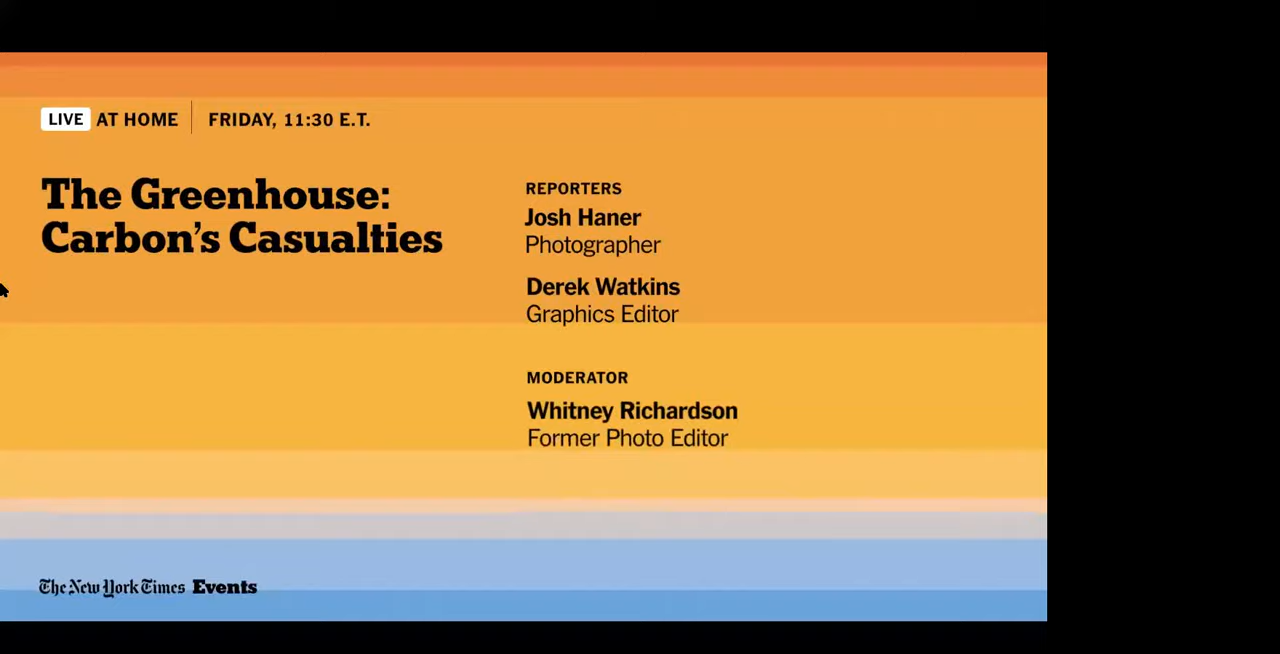 LIVE AT HOME FRIDAY, 11:30 E.T.
The Greenhouse:
Carbon's Casualties
REPORTERS
Josh Haner
Photographer
Derek Watkins
Graphics Editor
MODERATOR
Whitney Richardson
Former Photo Editor
The New York Times Events